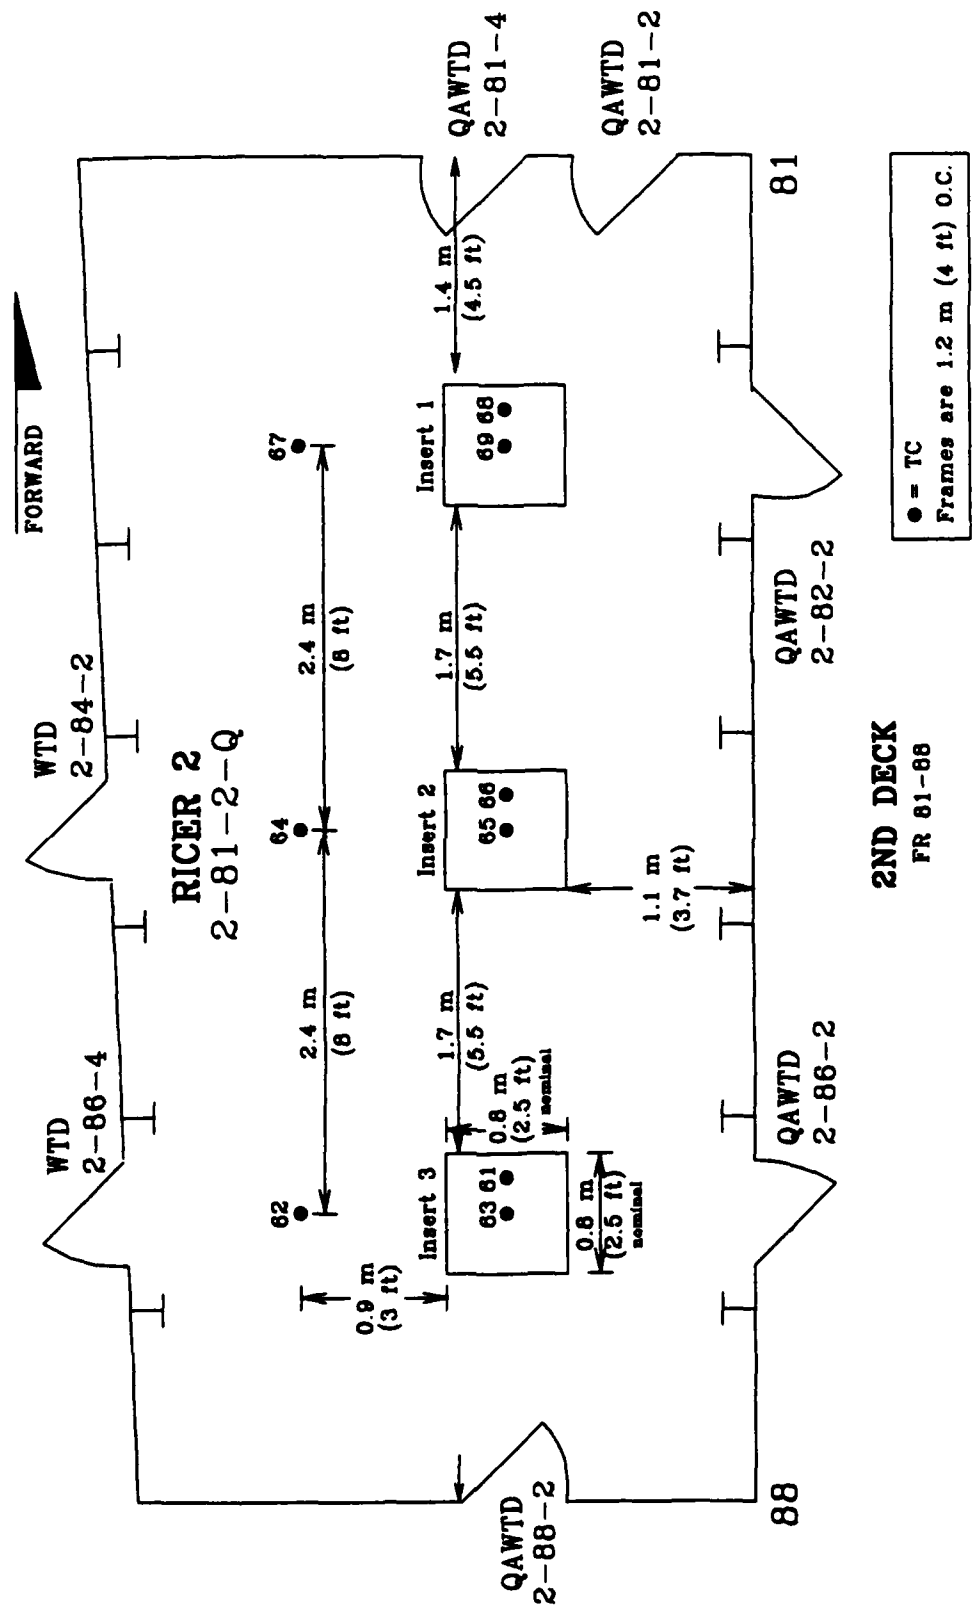 FORWARD
WTD
2-86-4
WTD
2-84-2
RICER 2
2-81-2-Q
62
64
67
2.4 m
(8 ft)
2.4 m
(8 ft)
0.9 m
(3 ft)
Insert 3
63 61
1.7 m
(5.5 ft)
Insert 2
65 66
1.7 m
(5.5 ft)
Insert 1
69 68
1.4 m
(4.5 ft)
0.8 m
(2.5 ft)
nominal
0.8 m
(2.5 ft)
nominal
1.1 m
(3.7 ft)
QAWTD
2-88-2
QAWTD
2-81-4
QAWTD
2-81-2
88
81
QAWTD
2-86-2
QAWTD
2-82-2
2ND DECK
FR 81-88
● = TC
Frames are 1.2 m (4 ft) O.C.